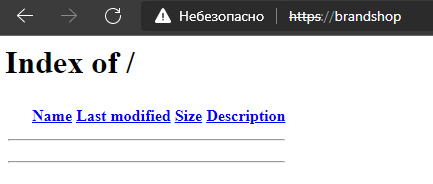 Небезопасно https://brandshop
Index of /
Name Last modified Size Description